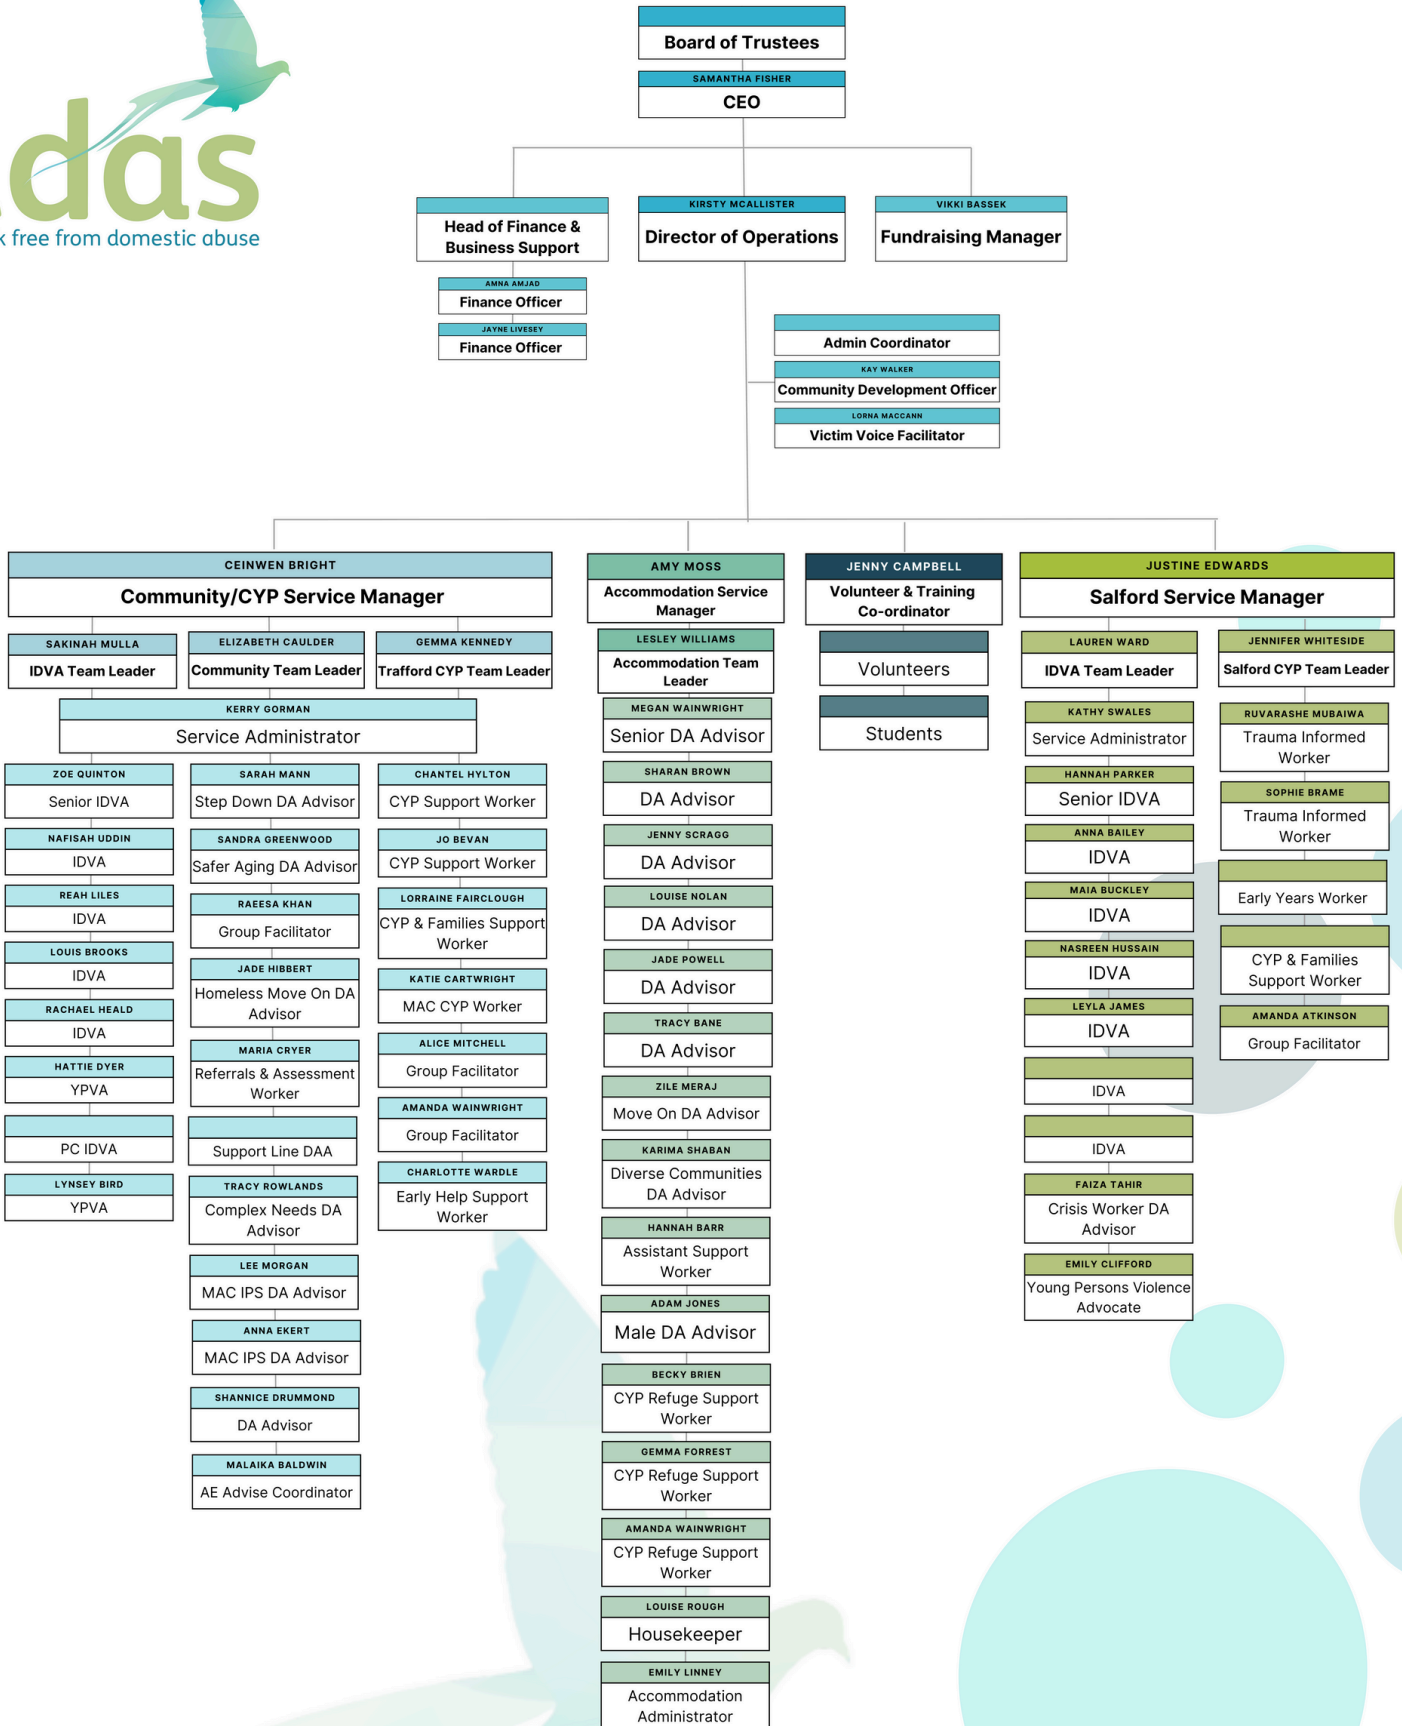 das
k free from domestic abuse
Board of Trustees
SAMANTHA FISHER
CEO
Head of Finance &
Business Support
AMNA AMJAD
Finance Officer
JAYNE LIVESEY
Finance Officer
KIRSTY MCALLISTER
Director of Operations
VIKKI BASSEK
Fundraising Manager
Admin Coordinator
KAY WALKER
Community Development Officer
LORNA MACCANN
Victim Voice Facilitator
CEINWEN BRIGHT
Community/CYP Service Manager
SAKINAH MULLA
IDVA Team Leader
ELIZABETH CAULDER
Community Team Leader
GEMMA KENNEDY
Trafford CYP Team Leader
KERRY GORMAN
Service Administrator
ZOE QUINTON
Senior IDVA
NAFISAH UDDIN
IDVA
REAH LILES
IDVA
LOUIS BROOKS
IDVA
RACHAEL HEALD
IDVA
HATTIE DYER
YPVA
PC IDVA
LYNSEY BIRD
YPVA
SARAH MANN
Step Down DA Advisor
SANDRA GREENWOOD
Safer Aging DA Advisor
RAEESA KHAN
Group Facilitator
JADE HIBBERT
Homeless Move On DA
Advisor
MARIA CRYER
Referrals & Assessment
Worker
Support Line DAA
TRACY ROWLANDS
Complex Needs DA
Advisor
LEE MORGAN
MAC IPS DA Advisor
ANNA EKERT
MAC IPS DA Advisor
SHANNICE DRUMMOND
DA Advisor
MALAIKA BALDWIN
AE Advise Coordinator
CHANTEL HYLTON
CYP Support Worker
JO BEVAN
CYP Support Worker
LORRAINE FAIRCLOUGH
CYP & Families Support
Worker
KATIE CARTWRIGHT
MAC CYP Worker
ALICE MITCHELL
Group Facilitator
AMANDA WAINWRIGHT
Group Facilitator
CHARLOTTE WARDLE
Early Help Support
Worker
AMY MOSS
Accommodation Service
Manager
LESLEY WILLIAMS
Accommodation Team
Leader
MEGAN WAINWRIGHT
Senior DA Advisor
SHARAN BROWN
DA Advisor
JENNY SCRAGG
DA Advisor
LOUISE NOLAN
DA Advisor
JADE POWELL
DA Advisor
TRACY BANE
DA Advisor
ZILE MERAJ
Move On DA Advisor
KARIMA SHABAN
Diverse Communities
DA Advisor
HANNAH BARR
Assistant Support
Worker
ADAM JONES
Male DA Advisor
BECKY BRIEN
CYP Refuge Support
Worker
GEMMA FORREST
CYP Refuge Support
Worker
AMANDA WAINWRIGHT
CYP Refuge Support
Worker
LOUISE ROUGH
Housekeeper
EMILY LINNEY
Accommodation
Administrator
JENNY CAMPBELL
Volunteer & Training
Co-ordinator
Volunteers
Students
JUSTINE EDWARDS
Salford Service Manager
LAUREN WARD
IDVA Team Leader
KATHY SWALES
Service Administrator
HANNAH PARKER
Senior IDVA
ANNA BAILEY
IDVA
MAIA BUCKLEY
IDVA
NASREEN HUSSAIN
IDVA
LEYLA JAMES
IDVA
IDVA
IDVA
FAIZA TAHIR
Crisis Worker DA
Advisor
EMILY CLIFFORD
Young Persons Violence
Advocate
JENNIFER WHITESIDE
Salford CYP Team Leader
RUVARASHE MUBAIWA
Trauma Informed
Worker
SOPHIE BRAME
Trauma Informed
Worker
Early Years Worker
CYP & Families
Support Worker
AMANDA ATKINSON
Group Facilitator